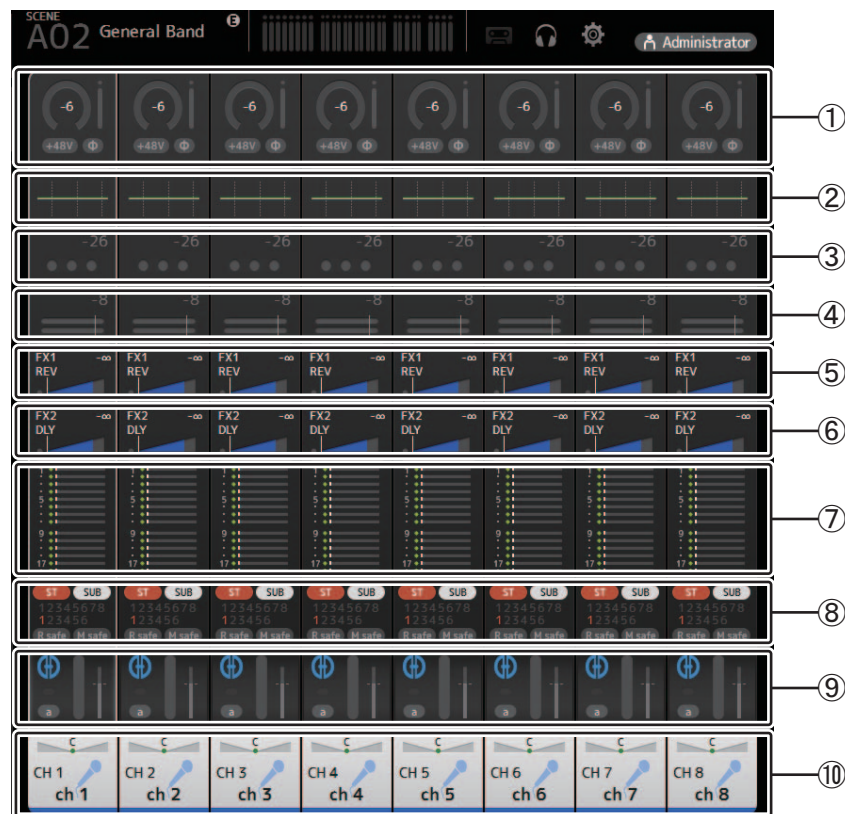 SCENE
A02 General Band E Administrator
-6 -6 -6 -6 -6 -6 -6 -6
+48V Φ +48V Φ +48V Φ +48V Φ +48V Φ +48V Φ +48V Φ +48V Φ
①
②
-26 -26 -26 -26 -26 -26 -26 -26
③
-8 -8 -8 -8 -8 -8 -8 -8
④
FX1 -∞ FX1 -∞ FX1 -∞ FX1 -∞ FX1 -∞ FX1 -∞ FX1 -∞ FX1 -∞
REV REV REV REV REV REV REV REV
⑤
FX2 -∞ FX2 -∞ FX2 -∞ FX2 -∞ FX2 -∞ FX2 -∞ FX2 -∞ FX2 -∞
DLY DLY DLY DLY DLY DLY DLY DLY
⑥
1 1 1 1 1 1 1 1
5 5 5 5 5 5 5 5
⑦
9 9 9 9 9 9 9 9
17 17 17 17 17 17 17 17
ST SUB ST SUB ST SUB ST SUB ST SUB ST SUB ST SUB ST SUB
12345678 12345678 12345678 12345678 12345678 12345678 12345678 12345678
123456 123456 123456 123456 123456 123456 123456 123456
⑧
R safe M safe R safe M safe R safe M safe R safe M safe R safe M safe R safe M safe R safe M safe R safe M safe
⑨
a a a a a a a a
C C C C C C C C
CH 1 CH 2 CH 3 CH 4 CH 5 CH 6 CH 7 CH 8
⑩
ch 1 ch 2 ch 3 ch 4 ch 5 ch 6 ch 7 ch 8